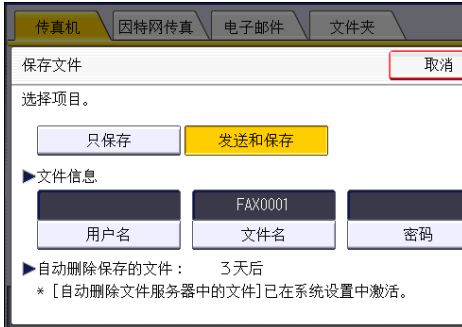 传真机 因特网传真 电子邮件 文件夹
保存文件 取消
选择项目。
只保存 发送和保存
▶文件信息
FAX0001
用户名 文件名 密码
▶自动删除保存的文件： 3天后
* [自动删除文件服务器中的文件]已在系统设置中激活。